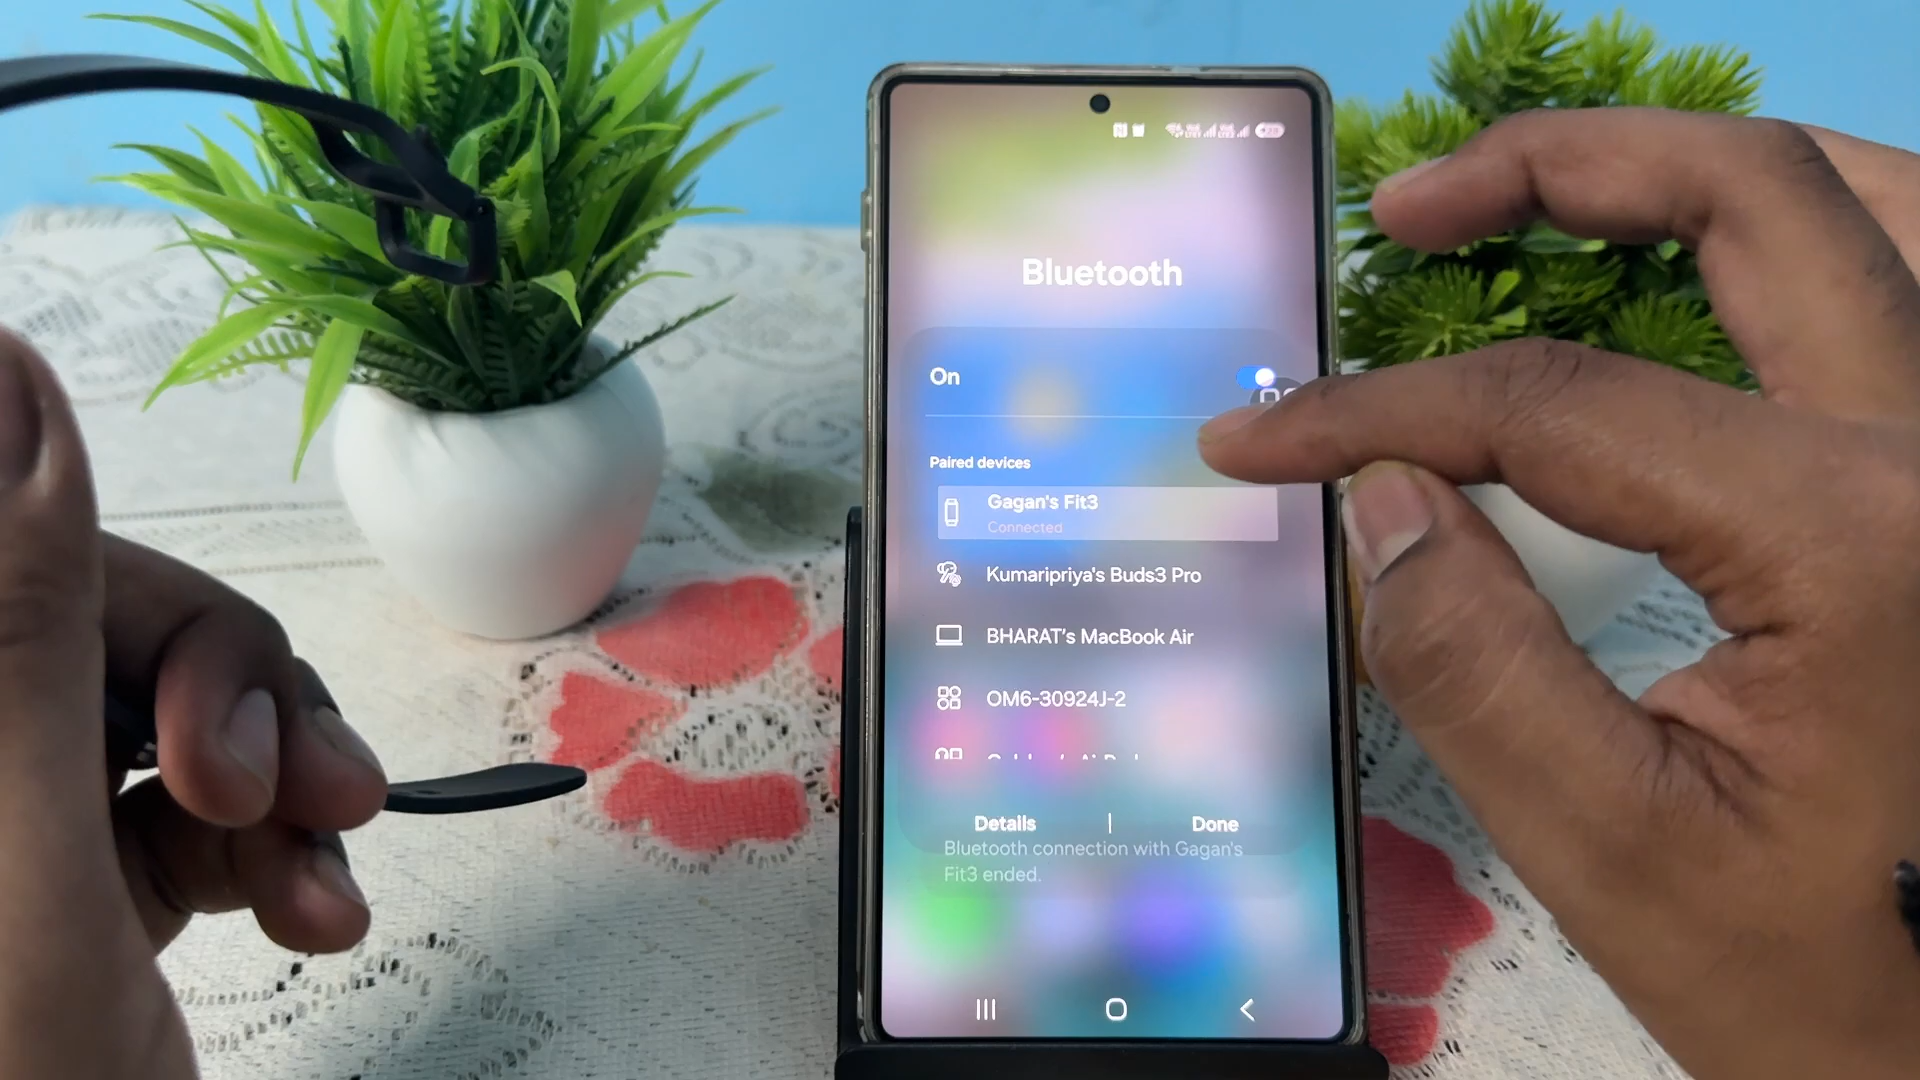 Bluetooth
On
Paired devices
Gagan's Fit3
Connected
Kumaripriya's Buds3 Pro
BHARAT's MacBook Air
OM6-30924J-2
Details | Done
Bluetooth connection with Gagan's
Fit3 ended.